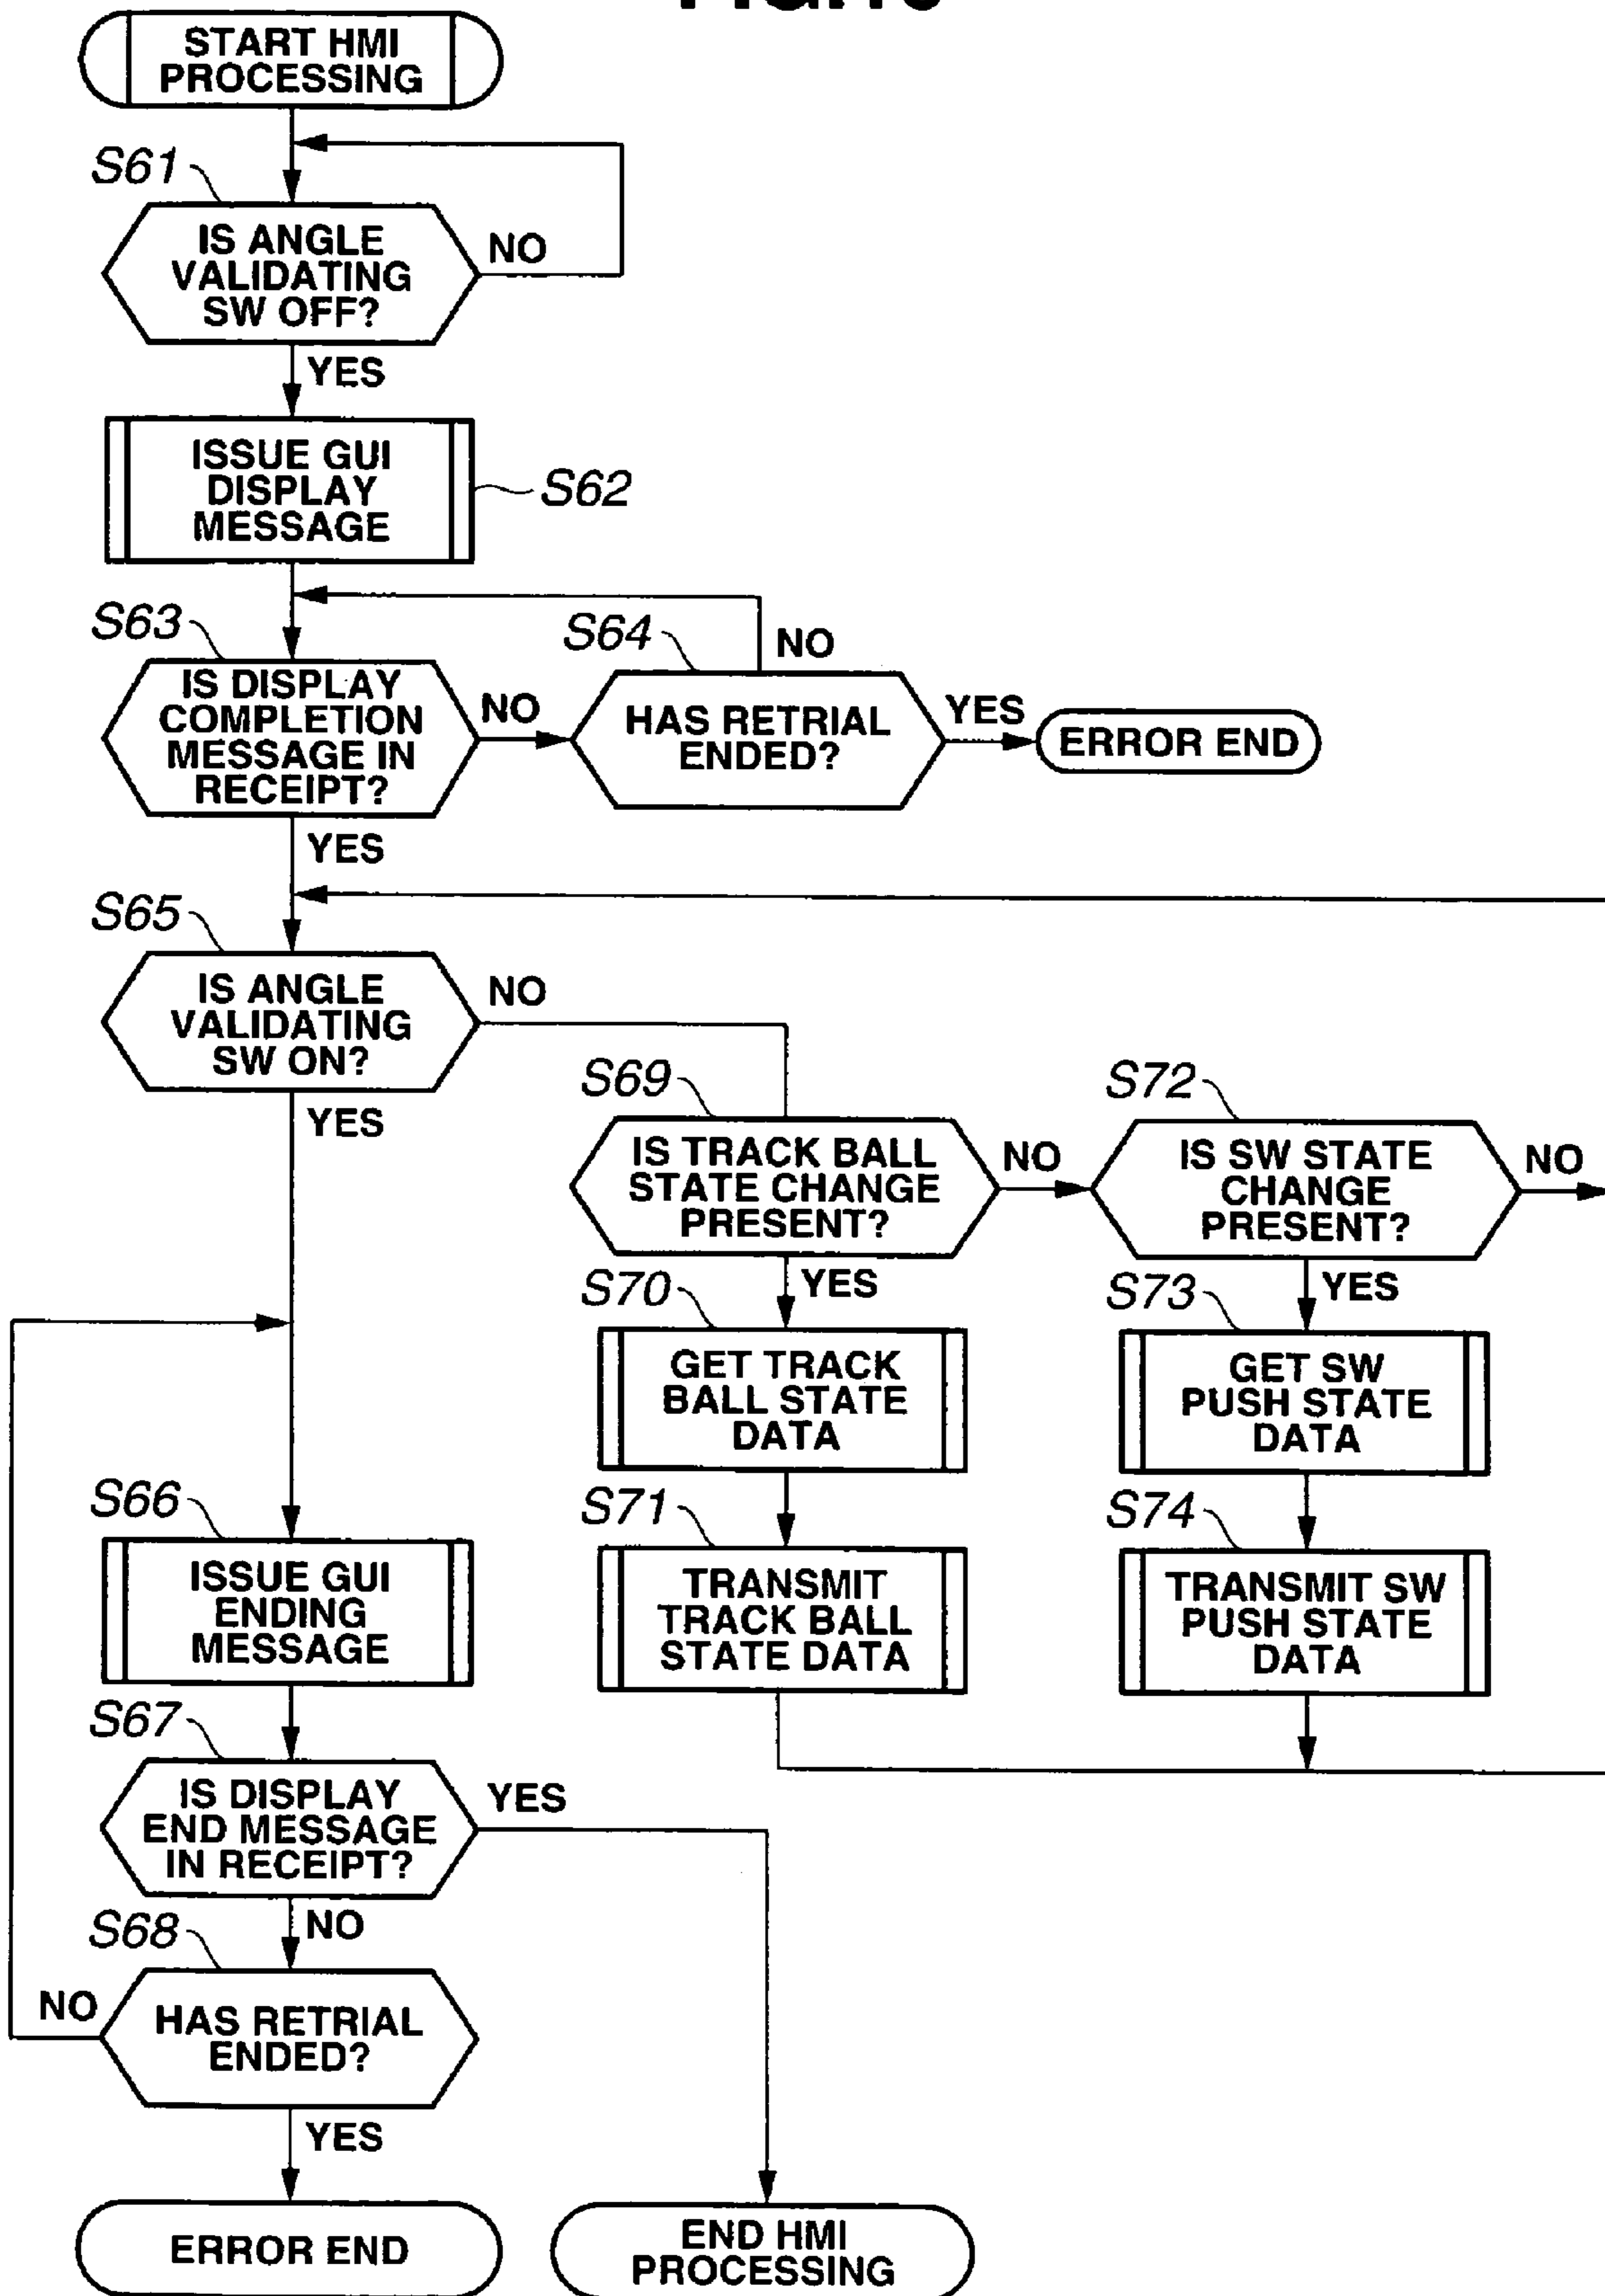 START HMI
PROCESSING
S61
IS ANGLE
VALIDATING
SW OFF?
NO
YES
ISSUE GUI
DISPLAY
MESSAGE
S62
S63
IS DISPLAY
COMPLETION
MESSAGE IN
RECEIPT?
NO
S64
NO
HAS RETRIAL
ENDED?
YES
ERROR END
YES
S65
IS ANGLE
VALIDATING
SW ON?
NO
YES
S69
IS TRACK BALL
STATE CHANGE
PRESENT?
NO
S72
IS SW STATE
CHANGE
PRESENT?
NO
YES
S70
GET TRACK
BALL STATE
DATA
YES
S73
GET SW
PUSH STATE
DATA
S71
TRANSMIT
TRACK BALL
STATE DATA
S74
TRANSMIT SW
PUSH STATE
DATA
S66
ISSUE GUI
ENDING
MESSAGE
S67
IS DISPLAY
END MESSAGE
IN RECEIPT?
YES
NO
S68
NO
HAS RETRIAL
ENDED?
YES
ERROR END
END HMI
PROCESSING